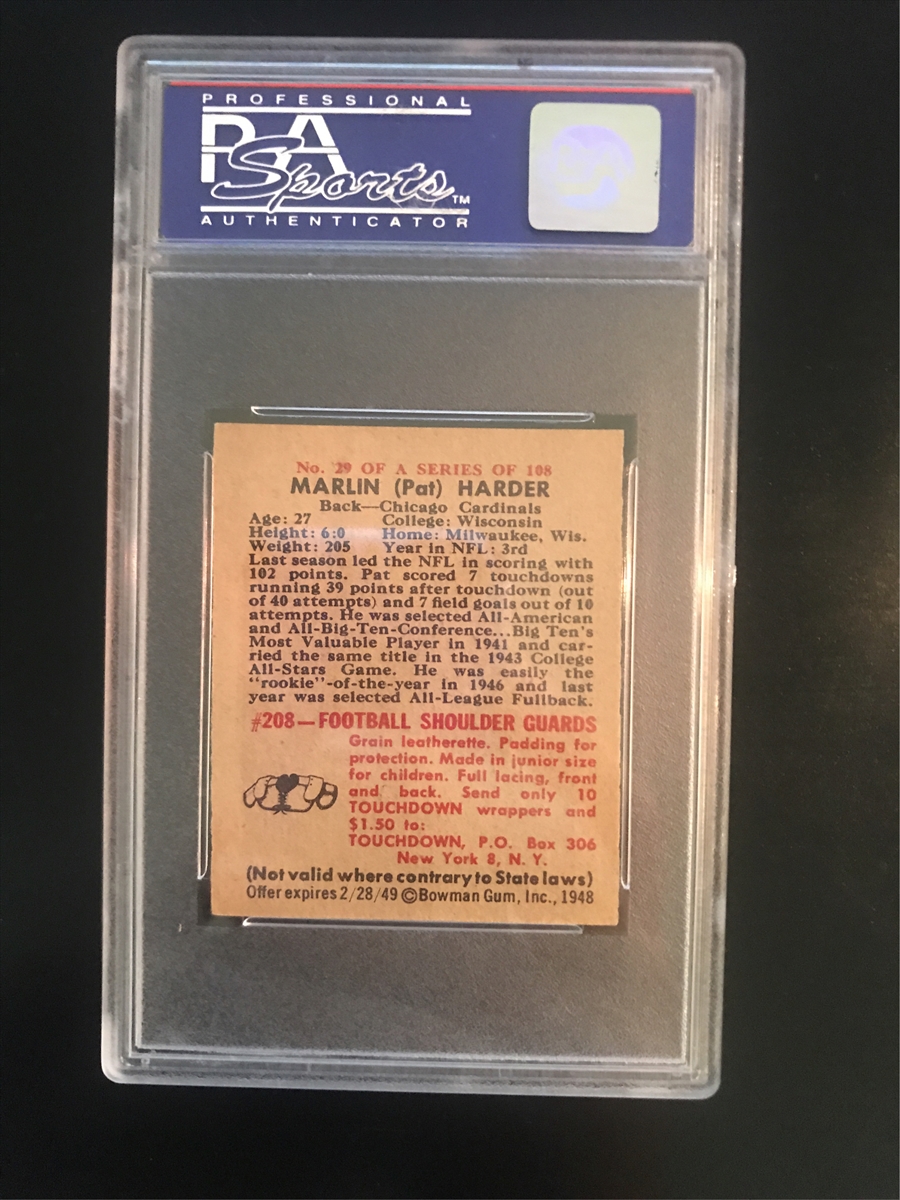 PROFESSIONAL
PSA
Sports™
AUTHENTICATOR
No. 29 OF A SERIES OF 108
MARLIN (Pat) HARDER
Back—Chicago Cardinals
Age: 27 College: Wisconsin
Height: 6:0 Home: Milwaukee, Wis.
Weight: 205 Year in NFL: 3rd
Last season led the NFL in scoring with
102 points. Pat scored 7 touchdowns
running 39 points after touchdown (out
of 40 attempts) and 7 field goals out of 10
attempts. He was selected All-American
and All-Big-Ten-Conference...Big Ten's
Most Valuable Player in 1941 and car-
ried the same title in the 1943 College
All-Stars Game. He was easily the
"rookie"-of-the-year in 1946 and last
year was selected All-League Fullback.
#208—FOOTBALL SHOULDER GUARDS
Grain leatherette. Padding for
protection. Made in junior size
for children. Full lacing, front
and back. Send only 10
TOUCHDOWN wrappers and
$1.50 to:
TOUCHDOWN, P.O. Box 306
New York 8, N. Y.
(Not valid where contrary to State laws)
Offer expires 2/28/49 ©Bowman Gum, Inc., 1948